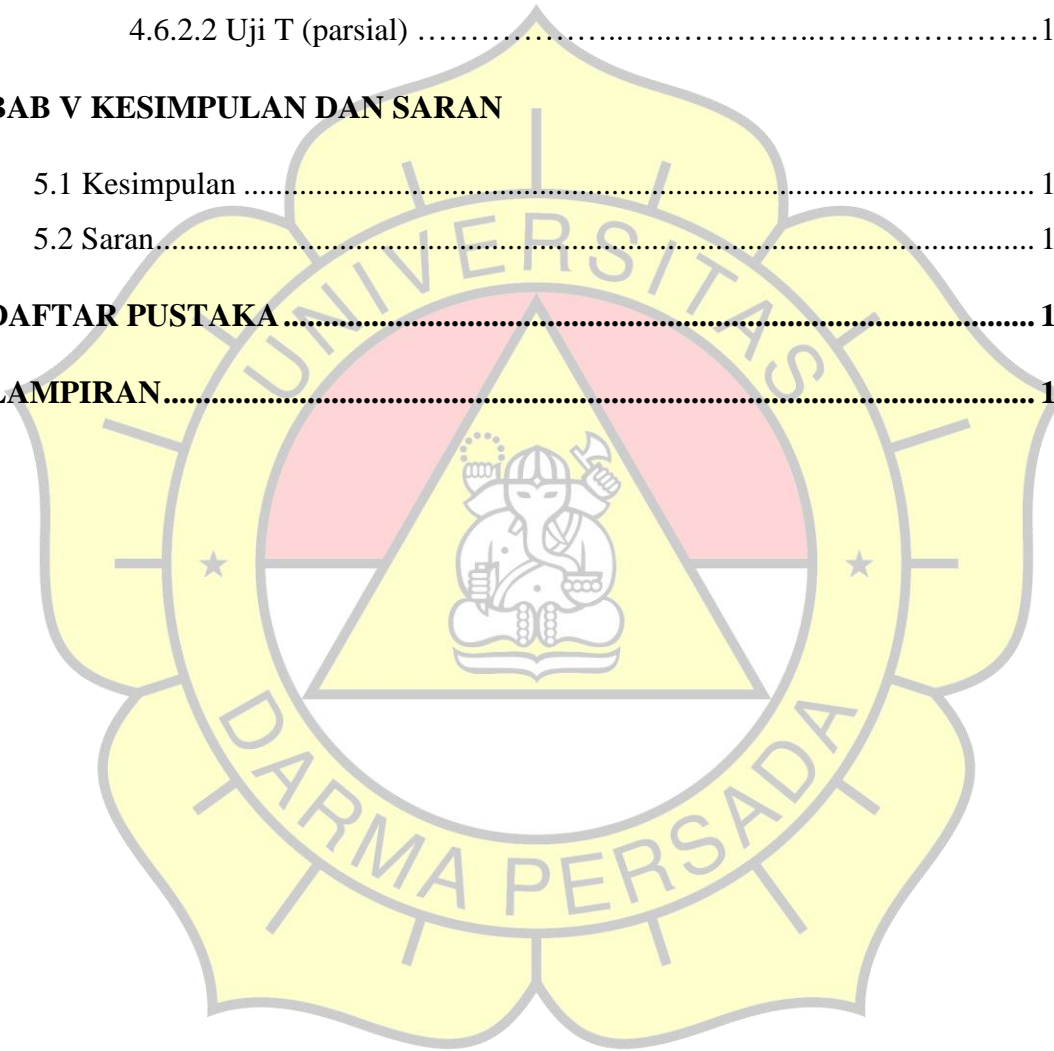 4.6.2.2 Uji T (parsial) …………………..…..…………..…………………1
BAB V KESIMPULAN DAN SARAN
5.1 Kesimpulan ........................................................................................ 1
5.2 Saran.................................................................................................. 1
DAFTAR PUSTAKA.................................................................................... 1
LAMPIRAN................................................................................................. 1
UNIVERSITAS
DARMA PERSADA